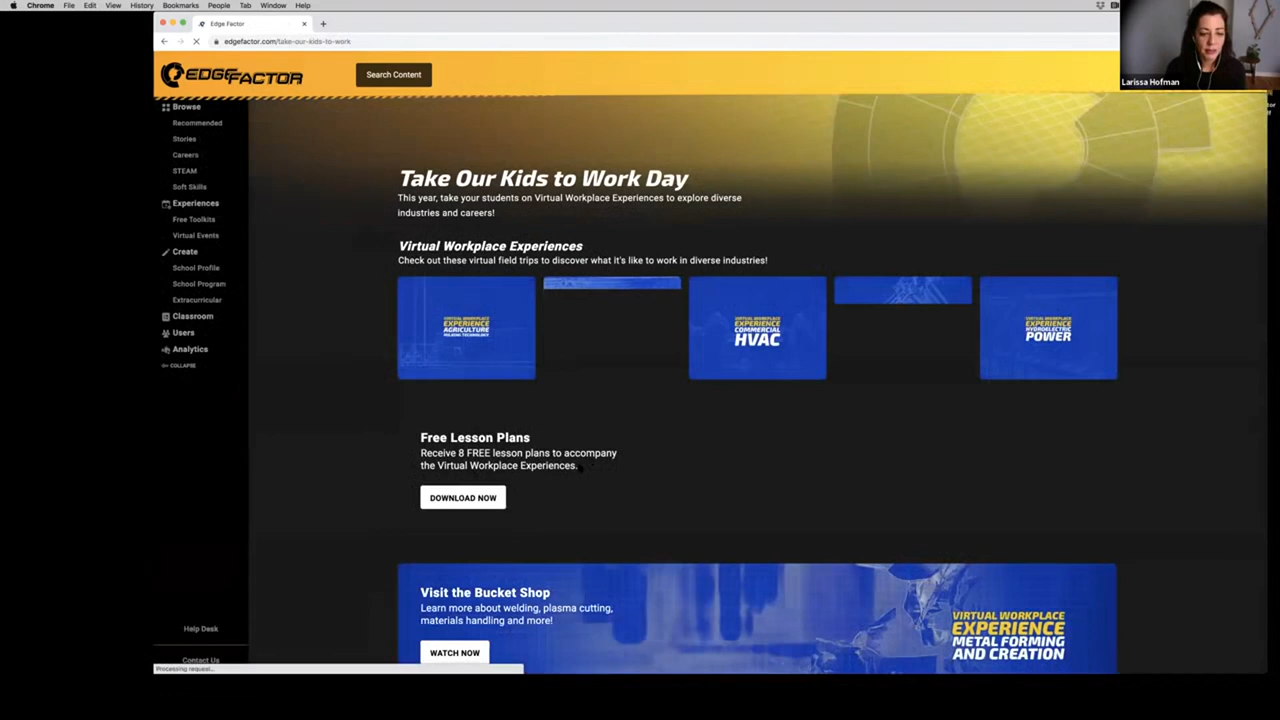 Chrome File Edit View History Bookmarks People Tab Window Help
Edge Factor
edgefactor.com/take-our-kids-to-work
Larissa Hofman
EDGE FACTOR
Search Content
Browse
Recommended
Stories
Careers
STEAM
Soft Skills
Experiences
Free Toolkits
Virtual Events
Create
School Profile
School Program
Extracurricular
Classroom
Users
Analytics
COLLAPSE
Help Desk
Contact Us
Processing request...
Take Our Kids to Work Day
This year, take your students on Virtual Workplace Experiences to explore diverse
industries and careers!
Virtual Workplace Experiences
Check out these virtual field trips to discover what it's like to work in diverse industries!
VIRTUAL WORKPLACE
EXPERIENCE
AGRICULTURE
MILKING TECHNOLOGY
VIRTUAL WORKPLACE
EXPERIENCE
COMMERCIAL
HVAC
VIRTUAL WORKPLACE
EXPERIENCE
HYDROELECTRIC
POWER
Free Lesson Plans
Receive 8 FREE lesson plans to accompany
the Virtual Workplace Experiences.
DOWNLOAD NOW
Visit the Bucket Shop
Learn more about welding, plasma cutting,
materials handling and more!
WATCH NOW
VIRTUAL WORKPLACE
EXPERIENCE
METAL FORMING
AND CREATION